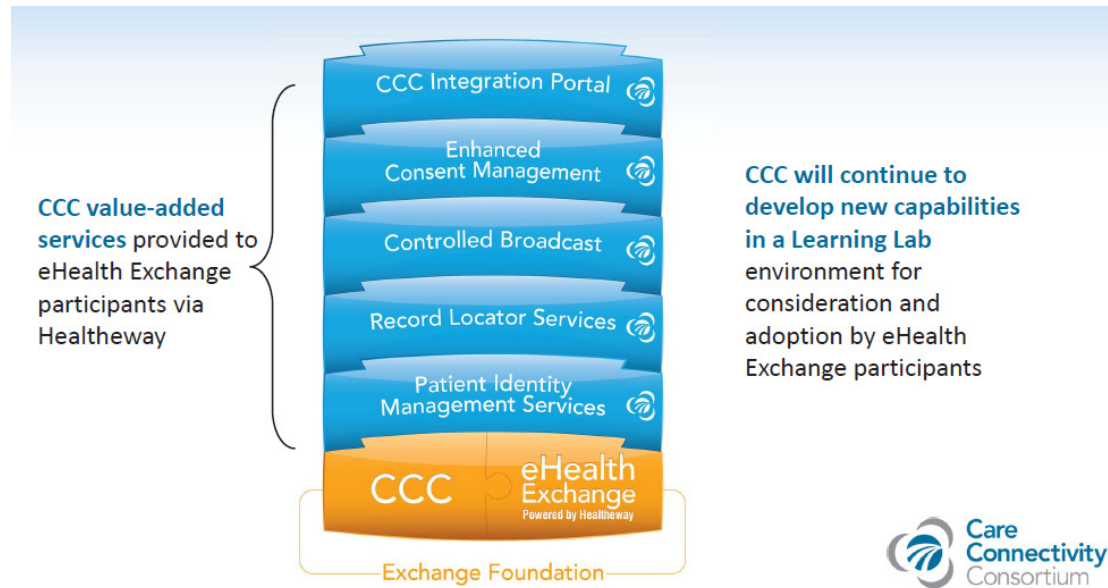 CCC Integration Portal
Enhanced
Consent Management
Controlled Broadcast
Record Locator Services
Patient Identity
Management Services
CCC
eHealth
Exchange
Powered by Healtheway
Exchange Foundation
CCC value-added
services provided to
eHealth Exchange
participants via
Healtheway
CCC will continue to
develop new capabilities
in a Learning Lab
environment for
consideration and
adoption by eHealth
Exchange participants
Care
Connectivity
Consortium